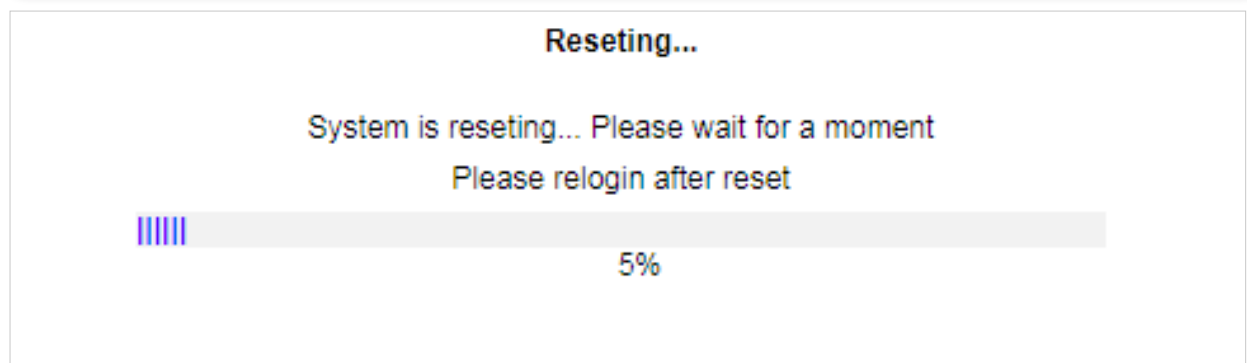 Reseting...
System is reseting... Please wait for a moment
Please relogin after reset
5%